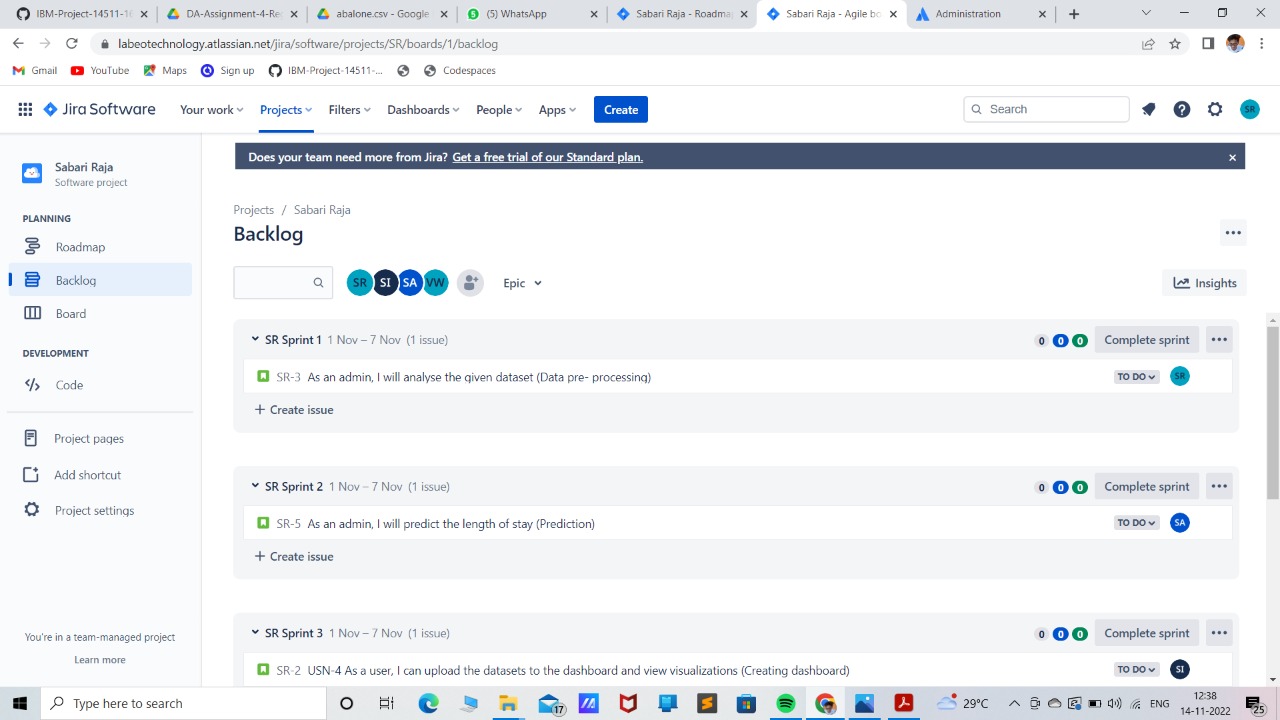 IBM-Project-14511-16
DA-Assignment-4-Re
abalone.csv - Google
(5) WhatsApp
Sabari Raja - Roadma
Sabari Raja - Agile bo
Administration
labeotechnology.atlassian.net/jira/software/projects/SR/boards/1/backlog
Gmail YouTube Maps Sign up IBM-Project-14511-... Codespaces
Jira Software Your work Projects Filters Dashboards People Apps Create Search SR
Sabari Raja
Software project
PLANNING
Roadmap
Backlog
Board
DEVELOPMENT
Code
Project pages
Add shortcut
Project settings
You're in a team-managed project
Learn more
Does your team need more from Jira? Get a free trial of our Standard plan.
Projects / Sabari Raja
Backlog
SR SI SA VW Epic Insights
SR Sprint 1 1 Nov – 7 Nov (1 issue) 0 0 0 Complete sprint
SR-3 As an admin, I will analyse the given dataset (Data pre- processing) TO DO SR
+ Create issue
SR Sprint 2 1 Nov – 7 Nov (1 issue) 0 0 0 Complete sprint
SR-5 As an admin, I will predict the length of stay (Prediction) TO DO SA
+ Create issue
SR Sprint 3 1 Nov – 7 Nov (1 issue) 0 0 0 Complete sprint
SR-2 USN-4 As a user, I can upload the datasets to the dashboard and view visualizations (Creating dashboard) TO DO SI
Type here to search 17 29°C ENG 12:38
14-11-2022 25